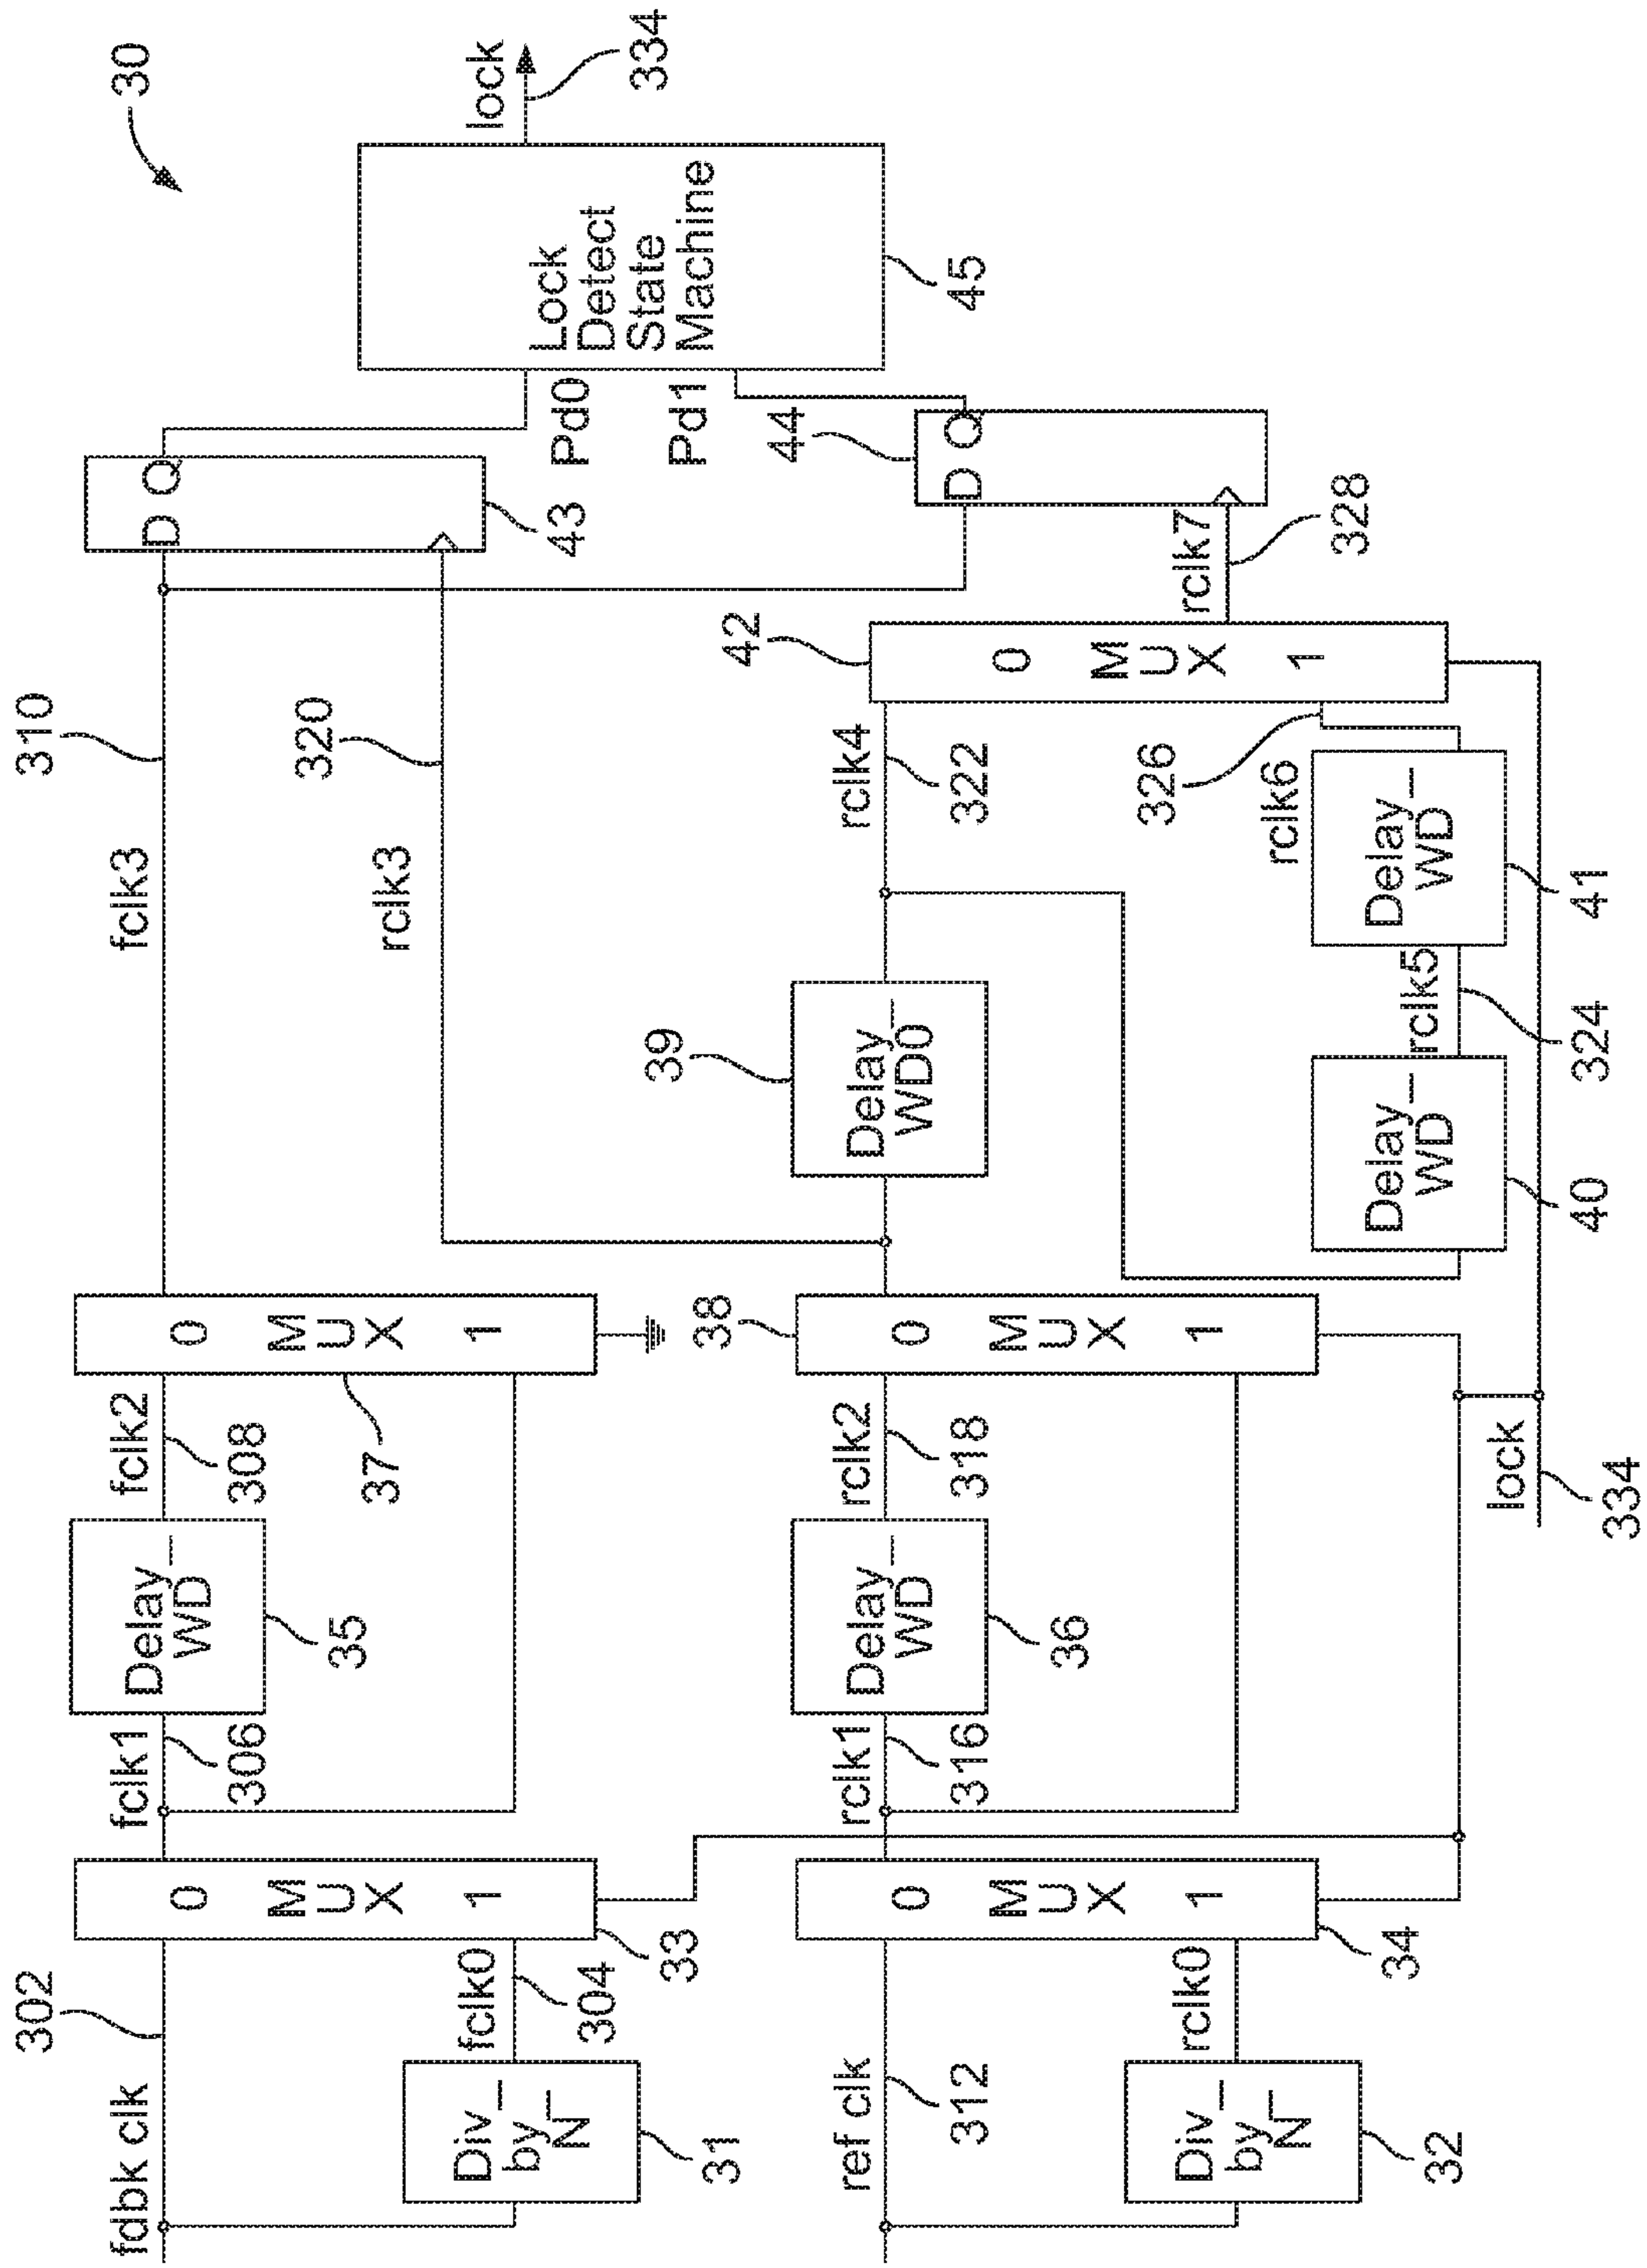 30
fdbk clk
302
Div_
by_
N
31
fclk0
304
0
MUX
1
33
fclk1
306
Delay_
WD
35
fclk2
308
0
MUX
1
37
fclk3
310
D Q
43
Pd0
Lock
Detect
State
Machine
45
lock
334
ref clk
312
Div_
by_
N
32
rclk0
0
MUX
1
34
rclk1
316
Delay_
WD
36
rclk2
318
0
MUX
1
38
rclk3
320
Delay_
WD0
39
rclk4
322
Delay_
WD
40
rclk5
324
Delay_
WD
41
rclk6
326
0
MUX
1
42
rclk7
328
D Q
44
Pd1
lock
334